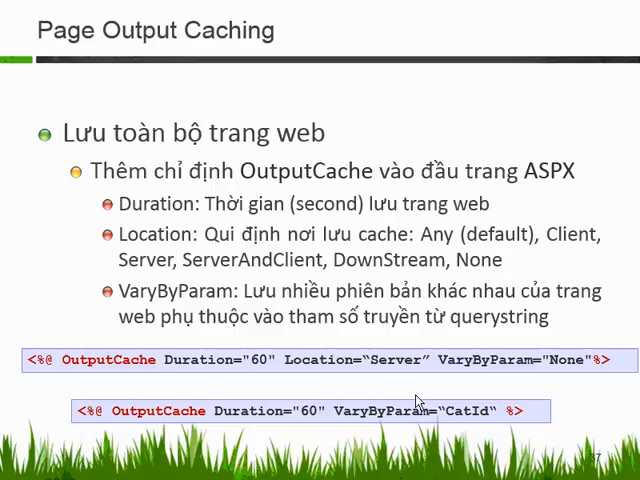 Page Output Caching
Lưu toàn bộ trang web
Thêm chỉ định OutputCache vào đầu trang ASPX
Duration: Thời gian (second) lưu trang web
Location: Qui định nơi lưu cache: Any (default), Client,
Server, ServerAndClient, DownStream, None
VaryByParam: Lưu nhiều phiên bản khác nhau của trang
web phụ thuộc vào tham số truyền từ querystring
<%@ OutputCache Duration="60" Location=“Server” VaryByParam="None"%>
<%@ OutputCache Duration="60" VaryByParam=“CatId“ %>
37